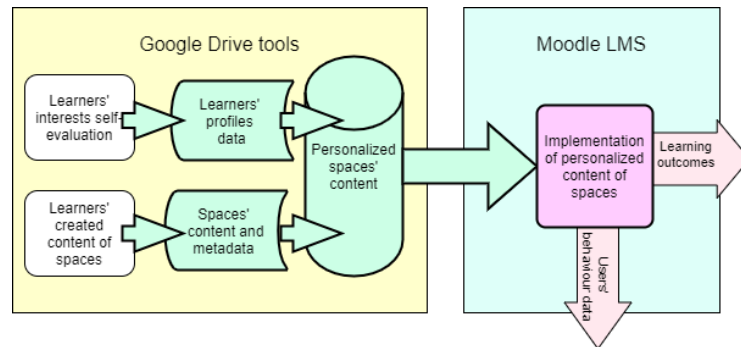 Google Drive tools
Moodle LMS
Learners'
interests self-
evaluation
Learners'
profiles
data
Personalized
spaces'
content
Implementation
of personalized
content of
spaces
Learning
outcomes
Learners'
created content of
spaces
Spaces'
content and
metadata
Users'
behaviour data